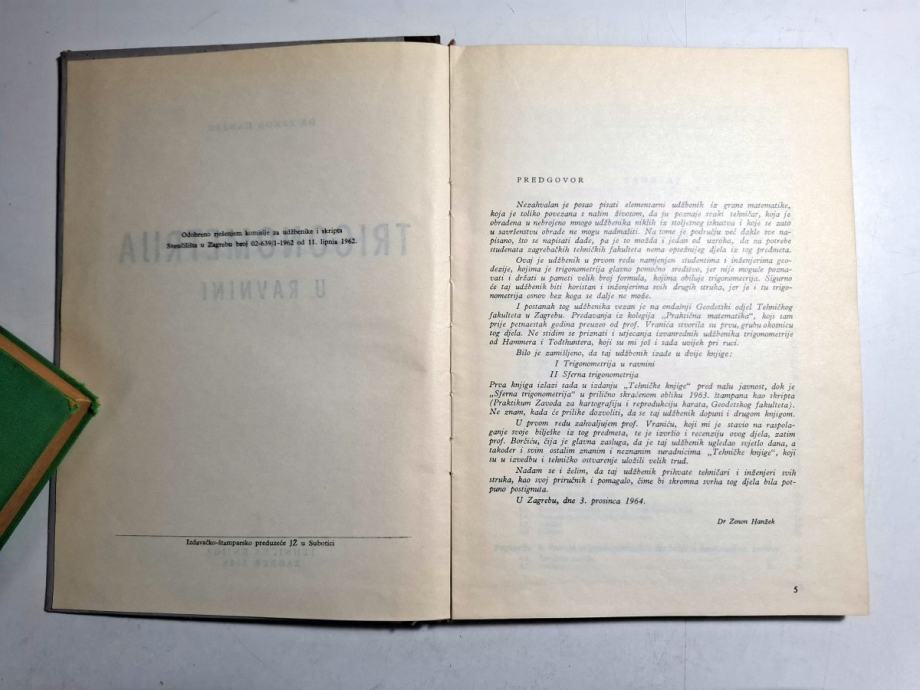 Odobreno rješenjem komisije za udžbenike i skripta
Sveučilišta u Zagrebu broj 02-639/1-1962 od 11. lipnja 1962.
Izdavačko-štamparsko preduzeće JŽ u Subotici
PREDGOVOR
Nezahvalan je posao pisati elementarni udžbenik iz grane matematike,
koja je toliko povezana s našim životom, da ju poznaje svaki tehničar, koja je
obrađena u nebrojeno mnogo udžbenika niklih iz stoljetnog iskustva i koje se zato
u savršenstvu obrade ne mogu nadmašiti. Na tome je području već dakle sve na-
pisano, što se napisati dade, pa je to možda i jedan od uzroka, da na potrebe
studenata zagrebačkih tehničkih fakulteta nema opsežnijeg djela iz tog predmeta.
Ovaj je udžbenik u prvom redu namijenjen studentima i inženjerima geo-
dezije, kojima je trigonometrija glavno pomoćno sredstvo, jer nije moguće pozna-
vati i držati u pameti velik broj formula, kojima obiluje trigonometrija. Sigurno
će taj udžbenik biti koristan i inženjerima svih drugih struka, jer je i tu trigo-
nometrija osnov bez koga se dalje ne može.
I postanak tog udžbenika vezan je na ondašnji Geodetski odjel Tehničkog
fakulteta u Zagrebu. Predavanja iz kolegija „Praktična matematika”, koji sam
prije petnaestak godina preuzeo od prof. Vranića stvorila su prvu, grubu okosnicu
tog djela. Ne stidim se priznati i utjecanja izvanrednih udžbenika trigonometrije
od Hammera i Todthuntera, koji su mi još i sada uvijek pri ruci.
Bilo je zamišljeno, da taj udžbenik izađe u dvije knjige:
I Trigonometrija u ravnini
II Sferna trigonometrija
Prva knjiga izlazi sada u izdanju „Tehničke knjige” pred našu javnost, dok je
„Sferna trigonometrija” u prilično skraćenom obliku 1963. štampana kao skripta
(Praktikum Zavoda za kartografiju i reprodukciju karata, Geodetskog fakulteta).
Ne znam, kada će prilike dozvoliti, da se taj udžbenik dopuni i drugom knjigom.
U prvom redu zahvaljujem prof. Vraniću, koji mi je stavio na raspola-
ganje svoje bilješke iz tog predmeta, te je izvršio i recenziju ovog djela, zatim
prof. Borčiću, čija je glavna zasluga, da je taj udžbenik ugledao svjetlo dana, a
također i svim ostalim znanim i neznanim suradnicima „Tehničke knjige”, koji
su u izvedbu i tehničko ostvarenje uložili velik trud.
Nadam se i želim, da taj udžbenik prihvate tehničari i inženjeri svih
struka, kao svoj priručnik i pomagalo, čime bi skromna svrha tog djela bila pot-
puno postignuta.
U Zagrebu, dne 3. prosinca 1964.
Dr Zenon Hanžek
5